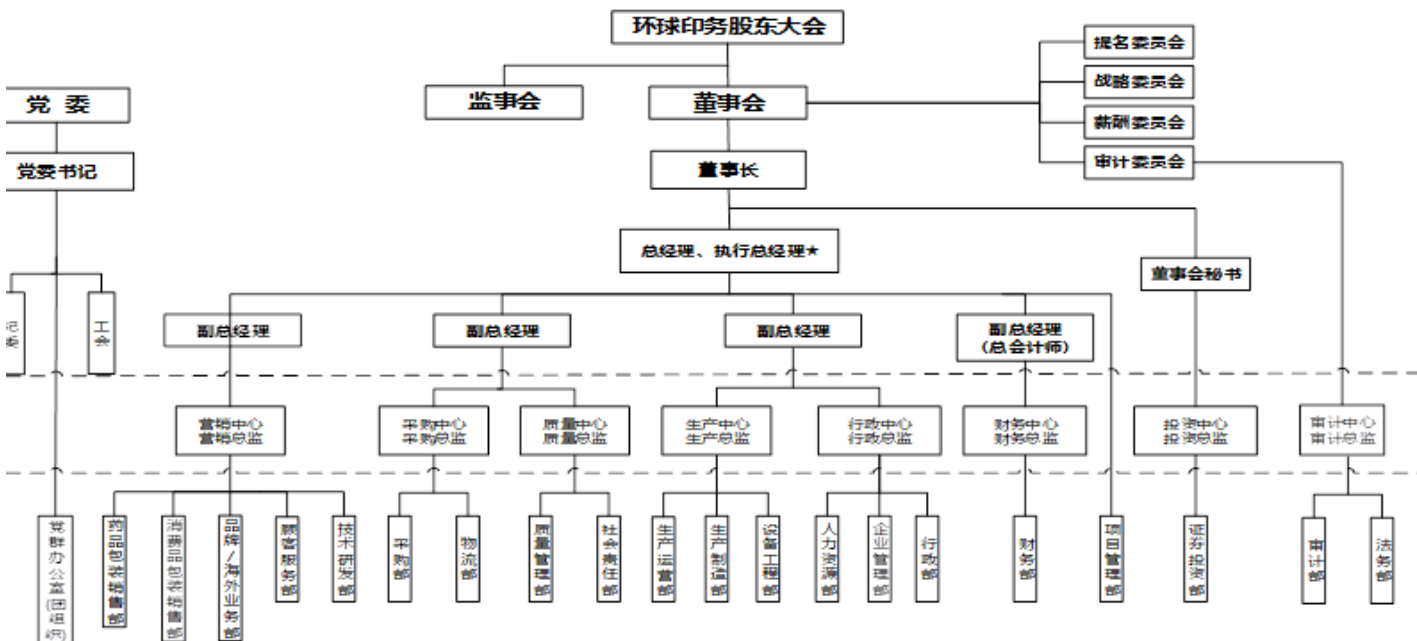 环球印务股东大会
提名委员会
战略委员会
薪酬委员会
审计委员会
监事会
董事会
党 委
党委书记
董事长
总经理、执行总经理★
董事会秘书
工会
副总经理
副总经理
副总经理
副总经理
(总会计师)
营销中心
营销总监
采购中心
采购总监
质量中心
质量总监
生产中心
生产总监
行政中心
行政总监
财务中心
财务总监
投资中心
投资总监
审计中心
审计总监
党群办公室(团组织)
药品包装销售部
消费品包装销售部
品牌/海外业务部
顾客服务部
技术研发部
采购部
物流部
质量管理部
社会责任部
生产运营部
生产制造部
设备工程部
人力资源部
企业管理部
行政部
财务部
项目管理部
证券投资部
审计部
法务部